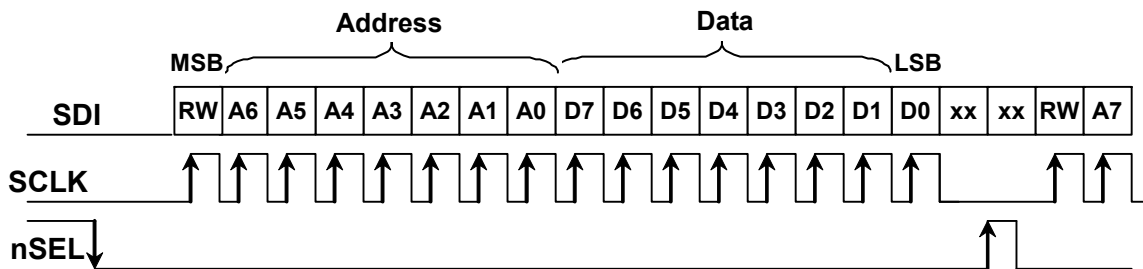 Address Data
MSB LSB
SDI RW A6 A5 A4 A3 A2 A1 A0 D7 D6 D5 D4 D3 D2 D1 D0 xx xx RW A7
SCLK
nSEL